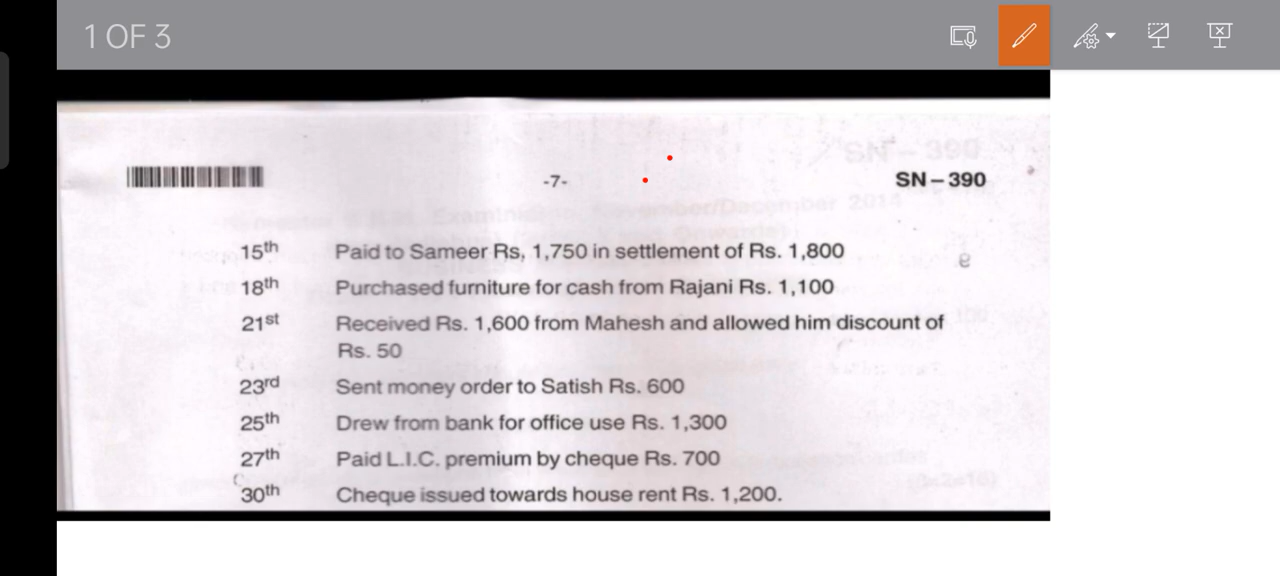 1 OF 3
-7-
SN – 390
15th Paid to Sameer Rs, 1,750 in settlement of Rs. 1,800
18th Purchased furniture for cash from Rajani Rs. 1,100
21st Received Rs. 1,600 from Mahesh and allowed him discount of
Rs. 50
23rd Sent money order to Satish Rs. 600
25th Drew from bank for office use Rs. 1,300
27th Paid L.I.C. premium by cheque Rs. 700
30th Cheque issued towards house rent Rs. 1,200.